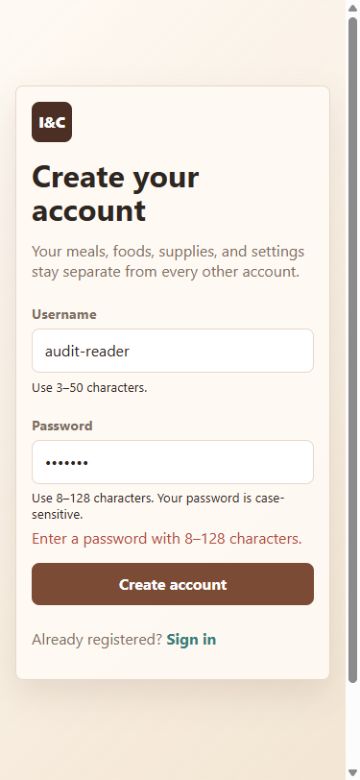 I&C
Create your
account
Your meals, foods, supplies, and settings
stay separate from every other account.
Username
audit-reader
Use 3–50 characters.
Password
•••••••
Use 8–128 characters. Your password is case-
sensitive.
Enter a password with 8–128 characters.
Create account
Already registered? Sign in